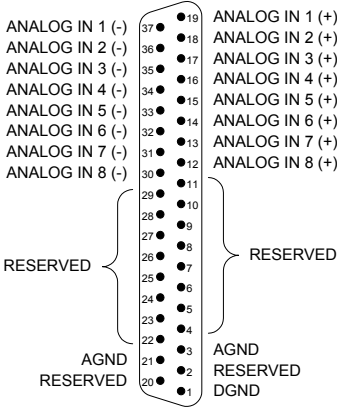 ANALOG IN 1 (-) 37 19 ANALOG IN 1 (+)
ANALOG IN 2 (-) 36 18 ANALOG IN 2 (+)
ANALOG IN 3 (-) 35 17 ANALOG IN 3 (+)
ANALOG IN 4 (-) 34 16 ANALOG IN 4 (+)
ANALOG IN 5 (-) 33 15 ANALOG IN 5 (+)
ANALOG IN 6 (-) 32 14 ANALOG IN 6 (+)
ANALOG IN 7 (-) 31 13 ANALOG IN 7 (+)
ANALOG IN 8 (-) 30 12 ANALOG IN 8 (+)
29 11
28 10
27 9
26 8
RESERVED 25 7 RESERVED
24 6
23 5
22 4
AGND 21 3 AGND
RESERVED 20 2 RESERVED
1 DGND